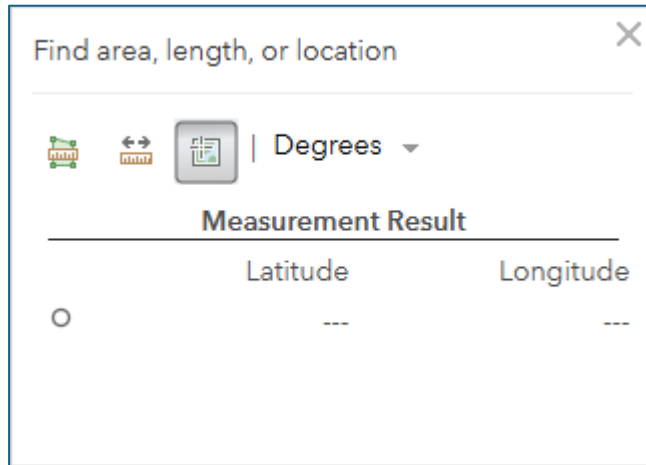 Find area, length, or location
| Degrees
Measurement Result
Latitude Longitude
--- ---